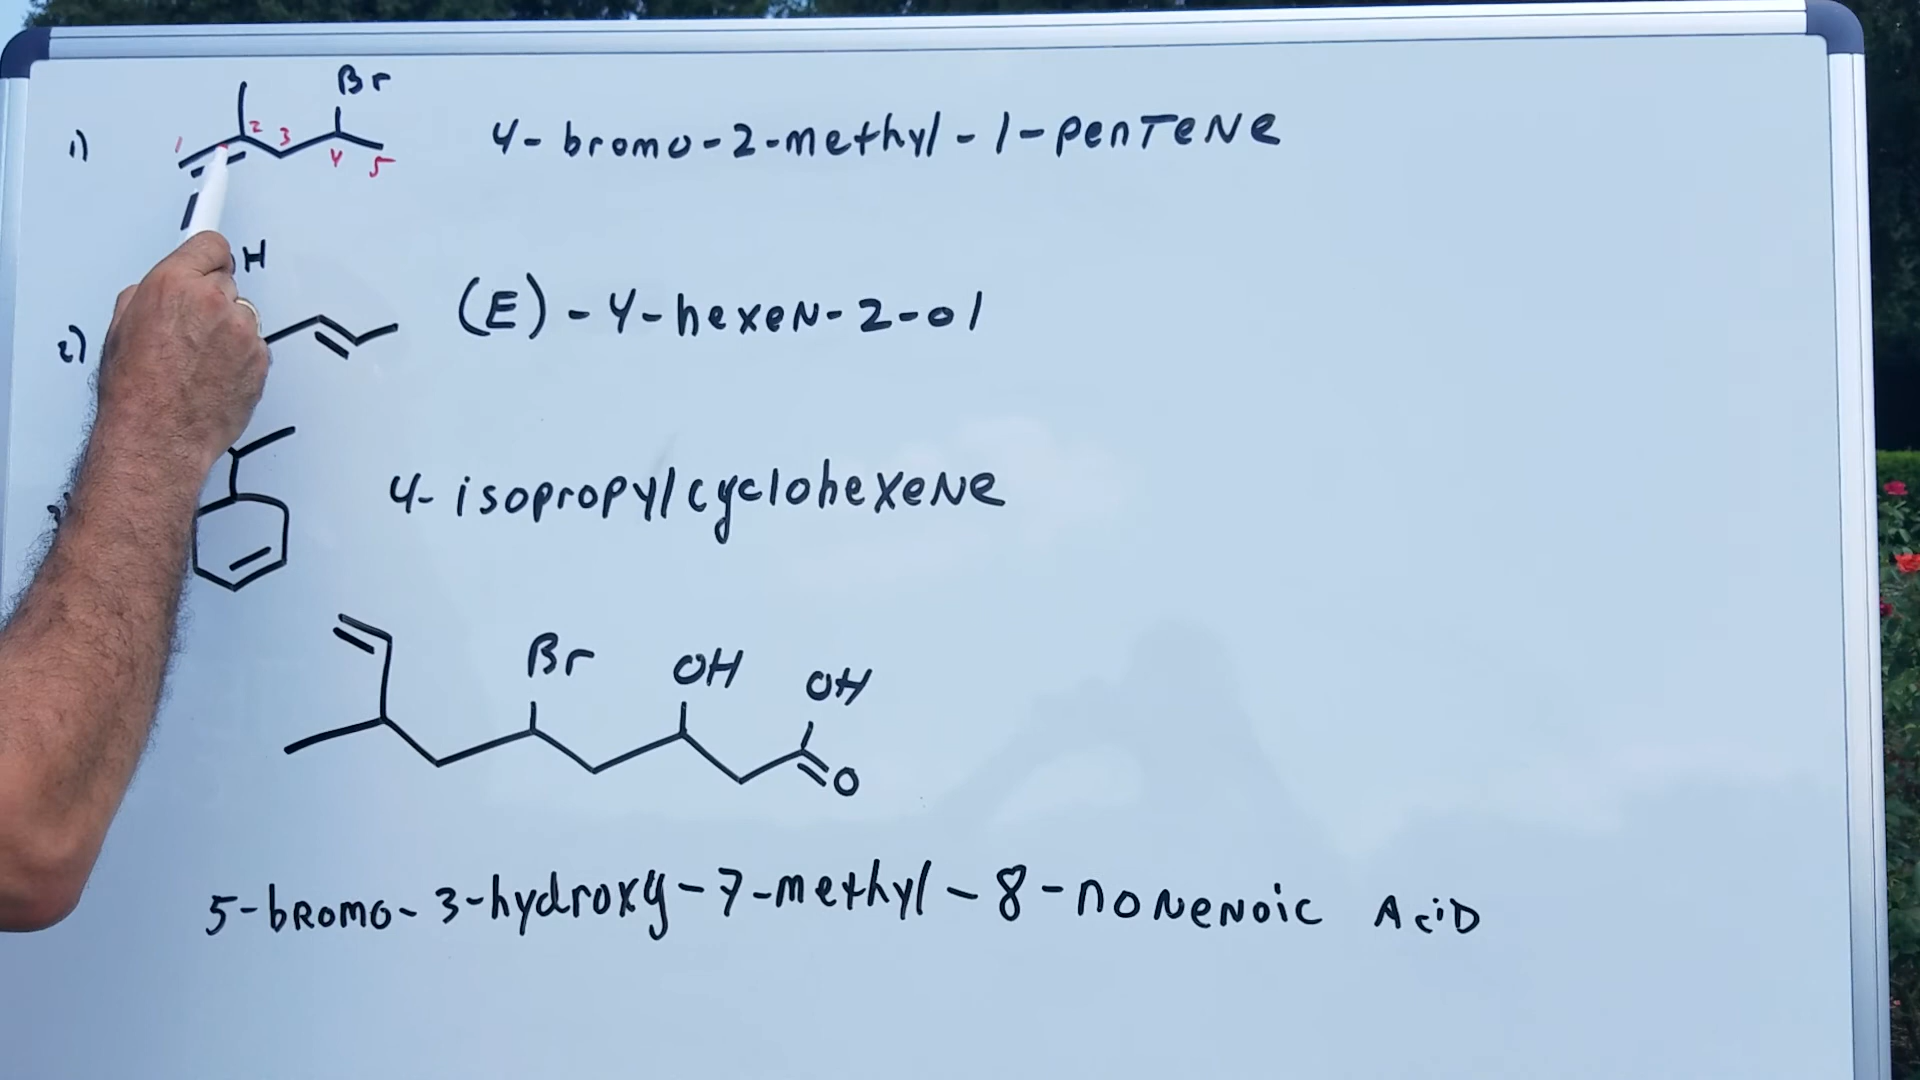 1) 1 2 3 4 5 Br 4-bromo-2-methyl-1-penTeNe
H
2) (E)-4-hexeN-2-ol
4-isopropylcyclohexeNe
Br OH OH
O
5-bRomo-3-hydroxy-7-methyl-8-noNeNoic AciD